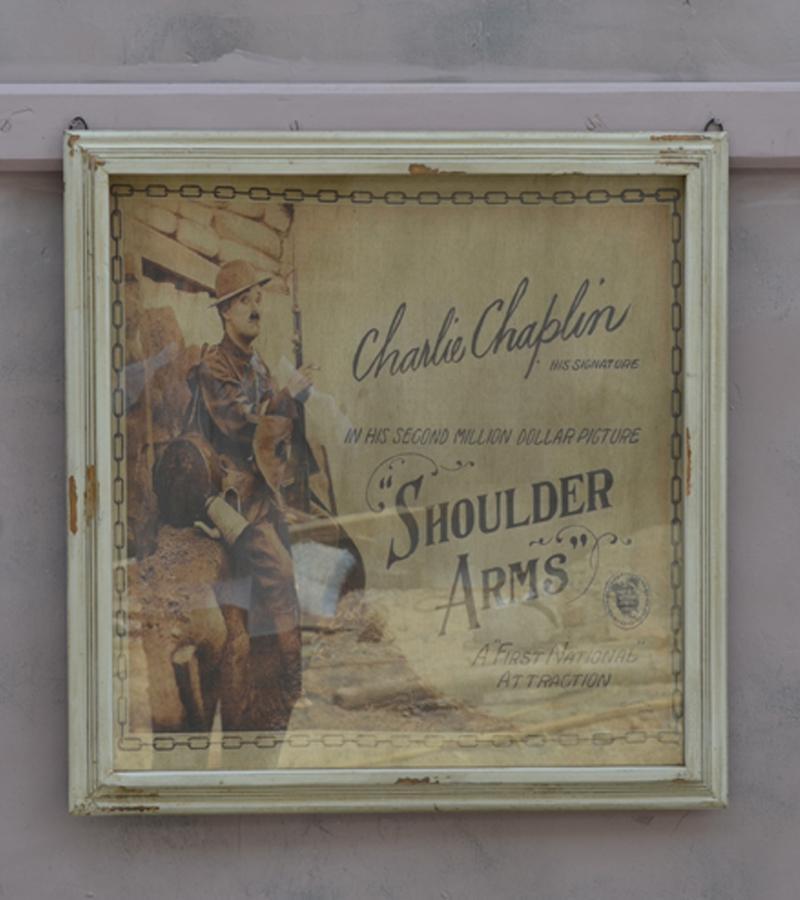 Charlie Chaplin
HIS SIGNATURE
IN HIS SECOND MILLION DOLLAR PICTURE
"SHOULDER
ARMS"
A "FIRST NATIONAL"
ATTRACTION